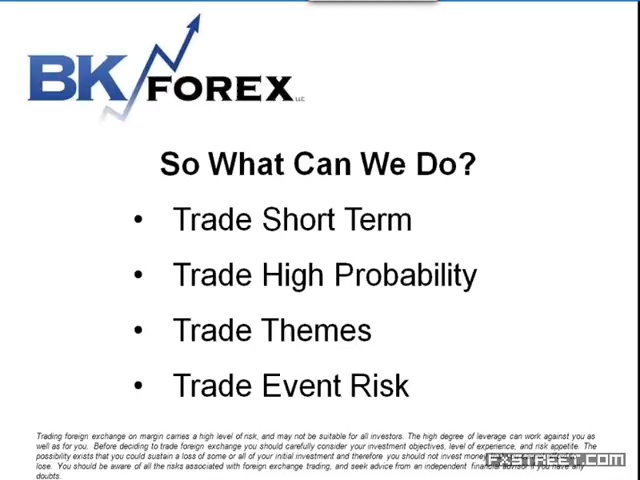 BK FOREX LLC
So What Can We Do?
• Trade Short Term
• Trade High Probability
• Trade Themes
• Trade Event Risk
Trading foreign exchange on margin carries a high level of risk, and may not be suitable for all investors. The high degree of leverage can work against you as
well as for you. Before deciding to trade foreign exchange you should carefully consider your investment objectives, level of experience, and risk appetite. The
possibility exists that you could sustain a loss of some or all of your initial investment and therefore you should not invest money
lose. You should be aware of all the risks associated with foreign exchange trading, and seek advice from an independent financial advisor if you have any
doubts.
FXSTREET.COM